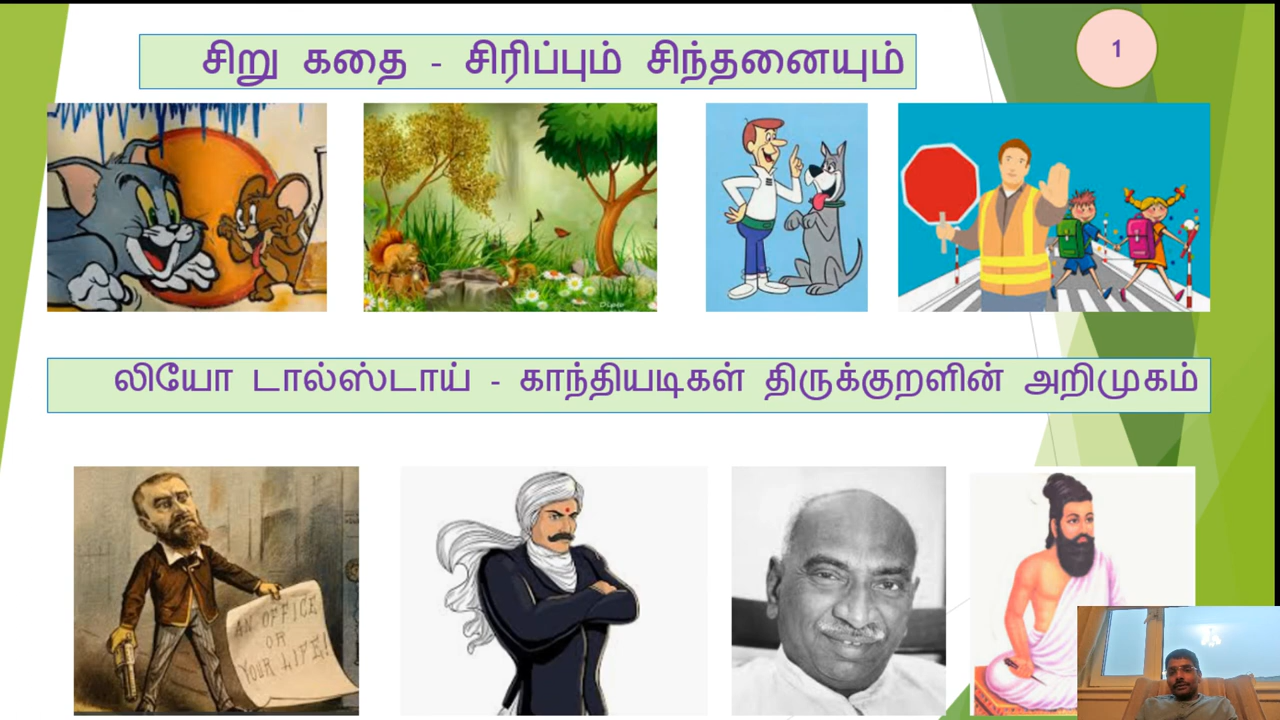 சிறு கதை - சிரிப்பும் சிந்தனையும்
1
லியோ டால்ஸ்டாய் - காந்தியடிகள் திருக்குறளின் அறிமுகம்
AN OFFICE
OR
YOUR LIFE!